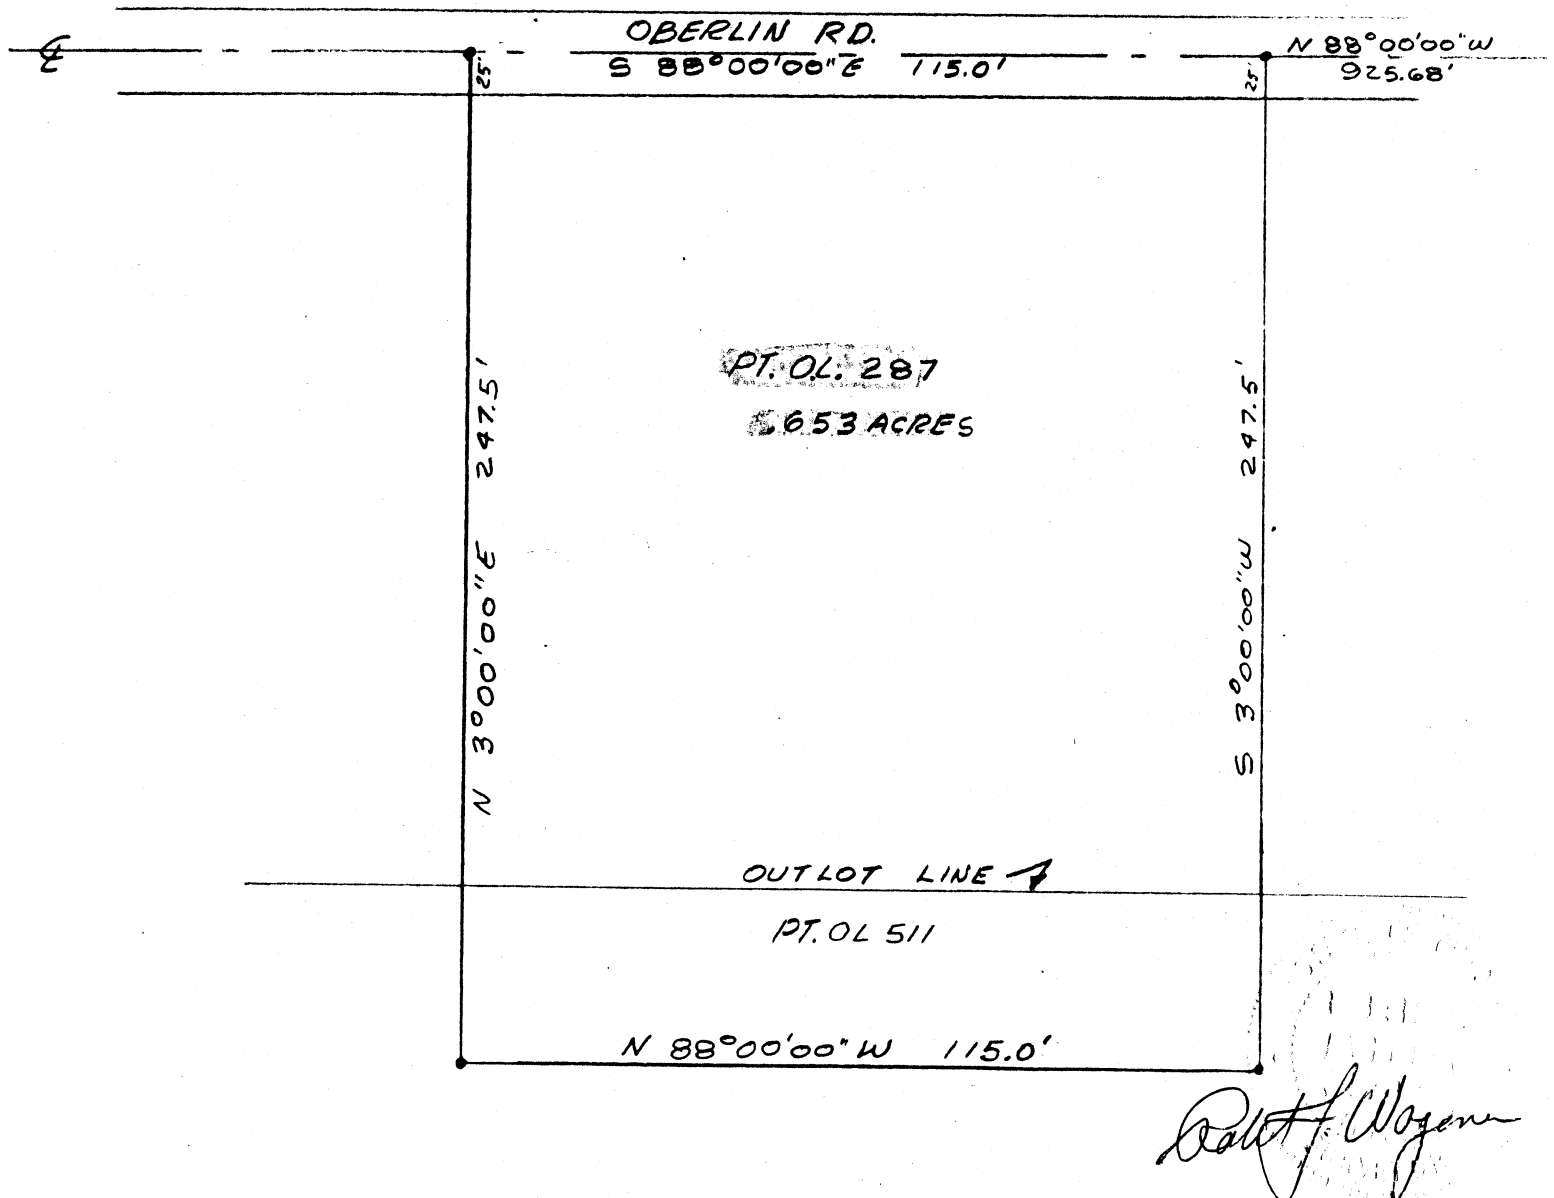 OBERLIN RD.
℄
S 88°00'00"E 115.0'
N 88°00'00"W
925.68'
25'
25'
PT. O.L. 287
.653 ACRES
N 3°00'00"E 247.5'
S 3°00'00"W 247.5'
OUTLOT LINE
PT. OL 511
N 88°00'00"W 115.0'